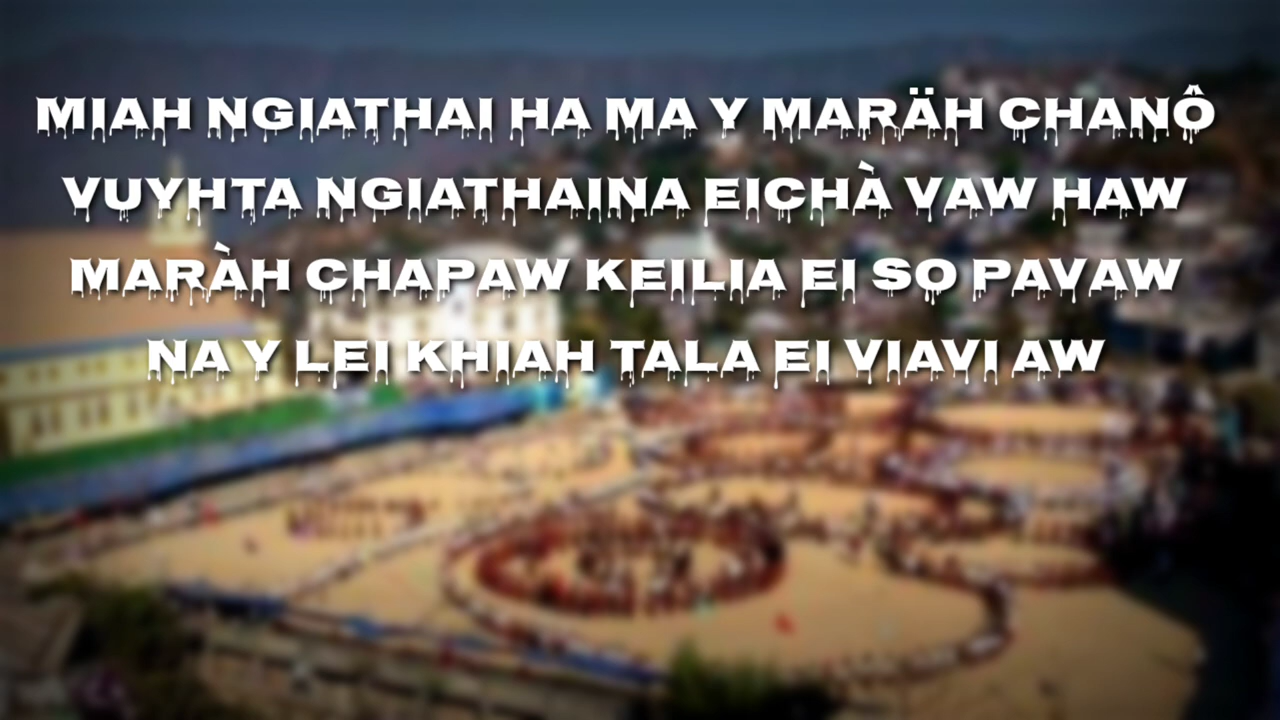 MIAH NGIATHAI HA MA Y MARÄH CHANÔ
VUYHTA NGIATHAINA EICHÀ VAW HAW
MARÀH CHAPAW KEILIA EI SO PAVAW
NA Y LEI KHIAH TALA EI VIAVI AW